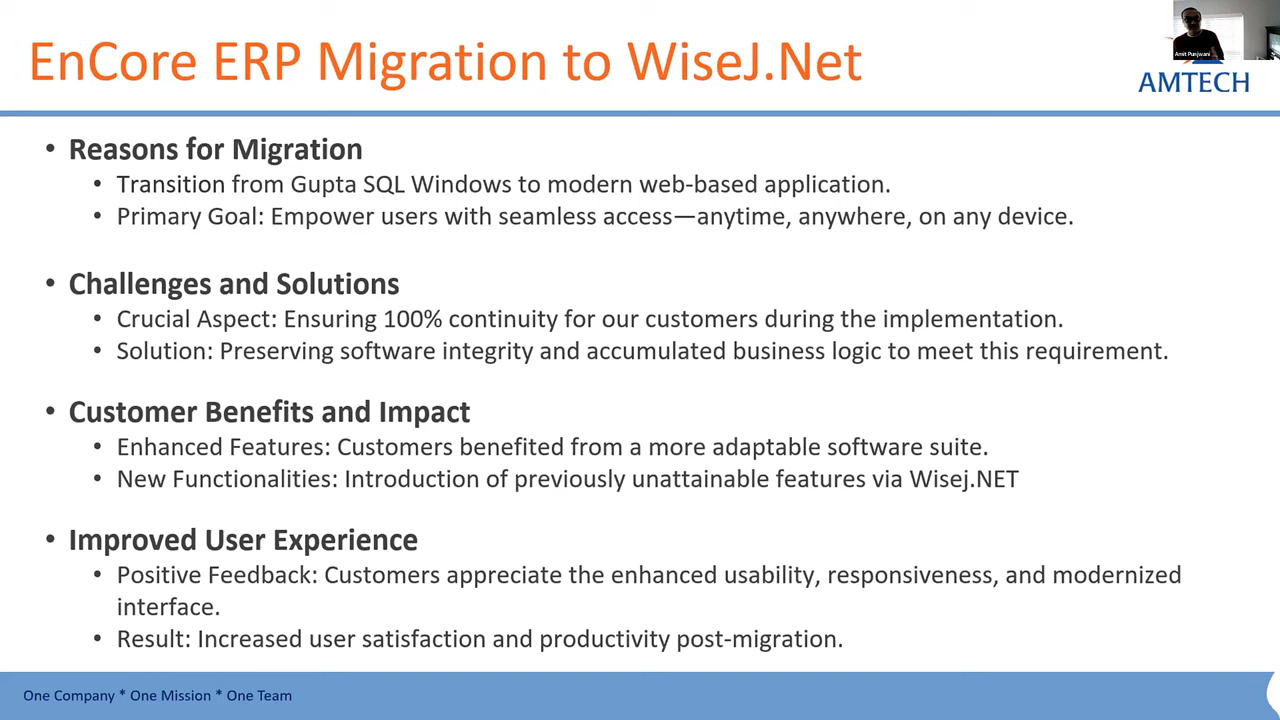 EnCore ERP Migration to WiseJ.Net
Amit Punjwani
AMTECH
• Reasons for Migration
• Transition from Gupta SQL Windows to modern web-based application.
• Primary Goal: Empower users with seamless access—anytime, anywhere, on any device.
• Challenges and Solutions
• Crucial Aspect: Ensuring 100% continuity for our customers during the implementation.
• Solution: Preserving software integrity and accumulated business logic to meet this requirement.
• Customer Benefits and Impact
• Enhanced Features: Customers benefited from a more adaptable software suite.
• New Functionalities: Introduction of previously unattainable features via Wisej.NET
• Improved User Experience
• Positive Feedback: Customers appreciate the enhanced usability, responsiveness, and modernized
interface.
• Result: Increased user satisfaction and productivity post-migration.
One Company * One Mission * One Team